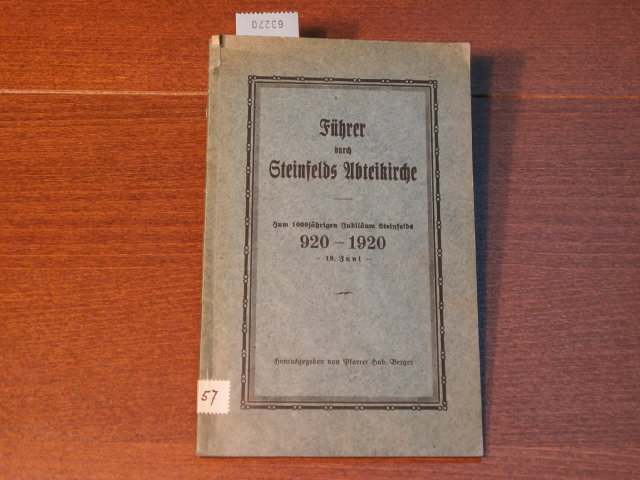 63270
Führer
durch
Steinfelds Abteikirche
Zum 1000jährigen Jubiläum Steinfelds
920 – 1920
– 18. Juni –
Herausgegeben von Pfarrer Hub. Berger
57